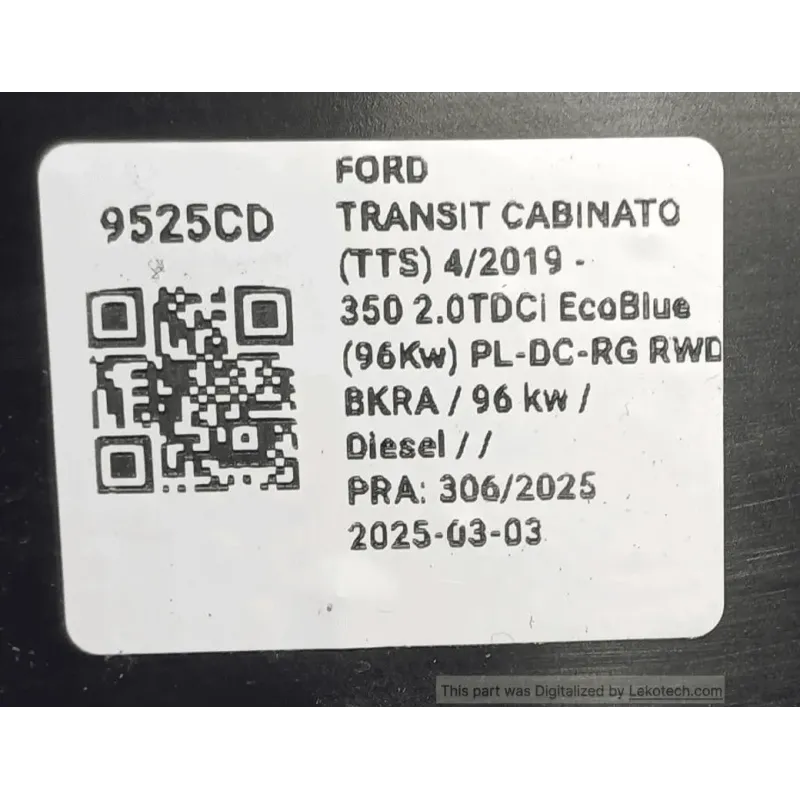 9525CD
FORD
TRANSIT CABINATO
(TTS) 4/2019 -
350 2.0TDCi EcoBlue
(96Kw) PL-DC-RG RWD
BKRA / 96 kw /
Diesel / /
PRA: 306/2025
2025-03-03
This part was Digitalized by Lekotech.com